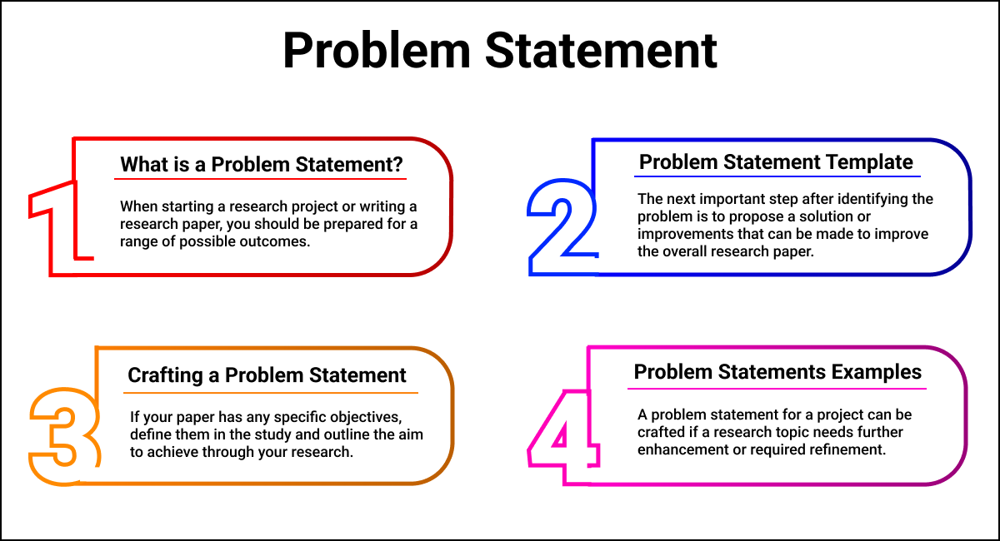 Problem Statement
1
What is a Problem Statement?
When starting a research project or writing a
research paper, you should be prepared for a
range of possible outcomes.
2
Problem Statement Template
The next important step after identifying the
problem is to propose a solution or
improvements that can be made to improve
the overall research paper.
3
Crafting a Problem Statement
If your paper has any specific objectives,
define them in the study and outline the aim
to achieve through your research.
4
Problem Statements Examples
A problem statement for a project can be
crafted if a research topic needs further
enhancement or required refinement.